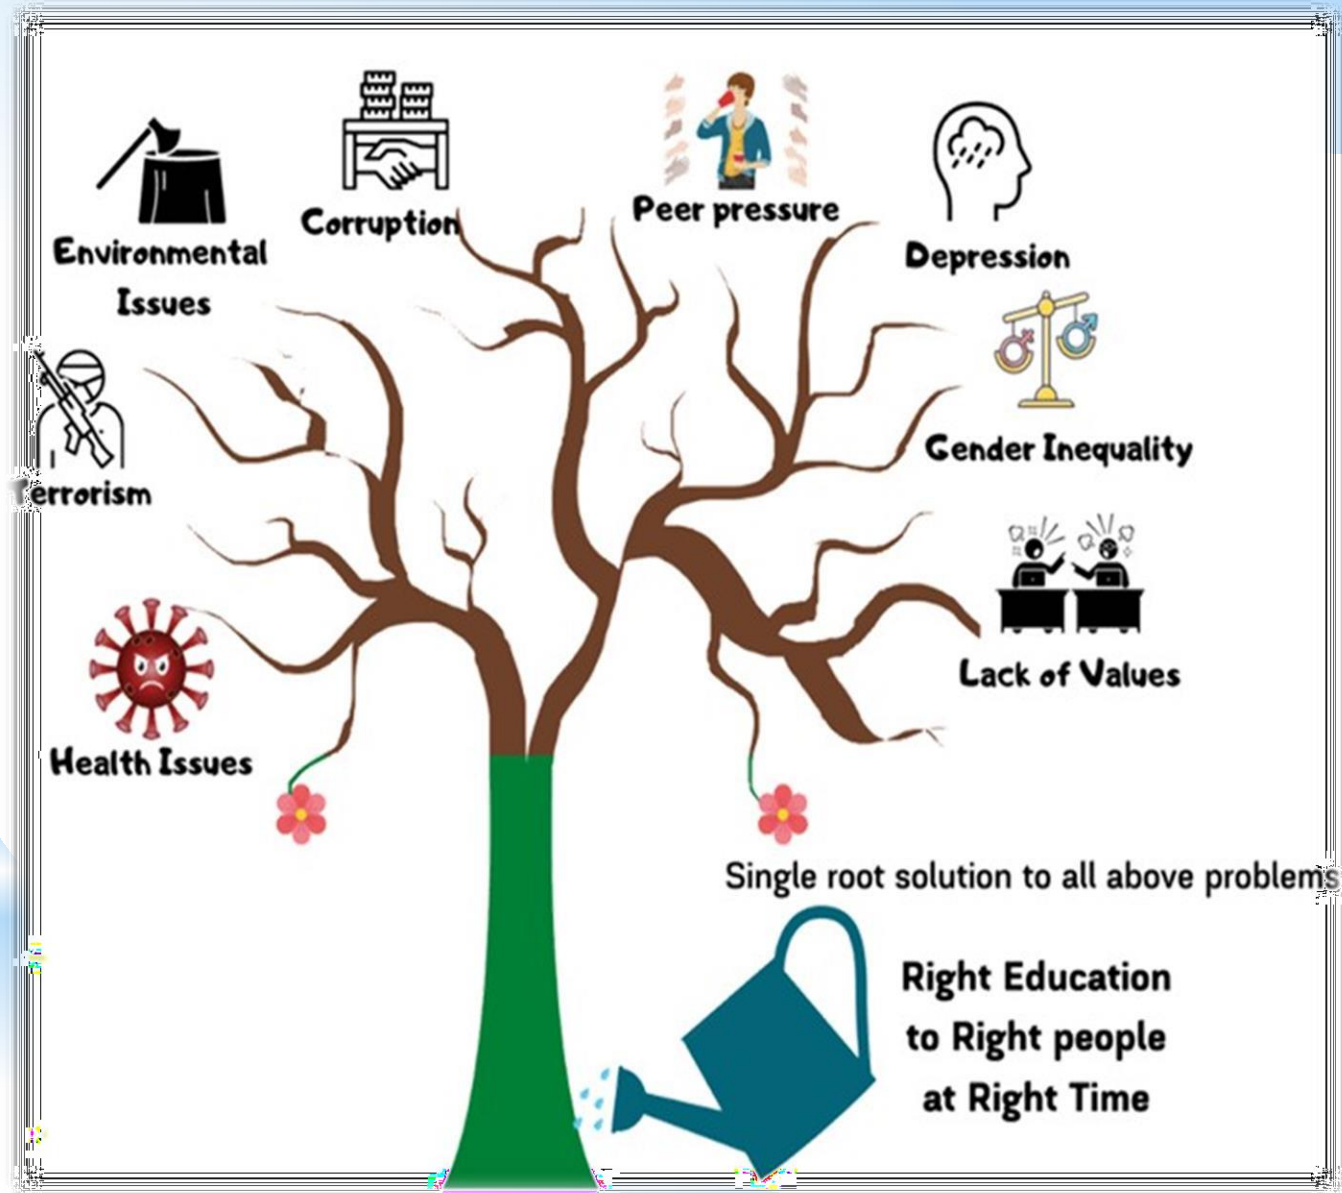 Corruption
Peer pressure
Environmental
Issues
Depression
Terrorism
Gender Inequality
Lack of Values
Health Issues
Single root solution to all above problems
Right Education
to Right people
at Right Time